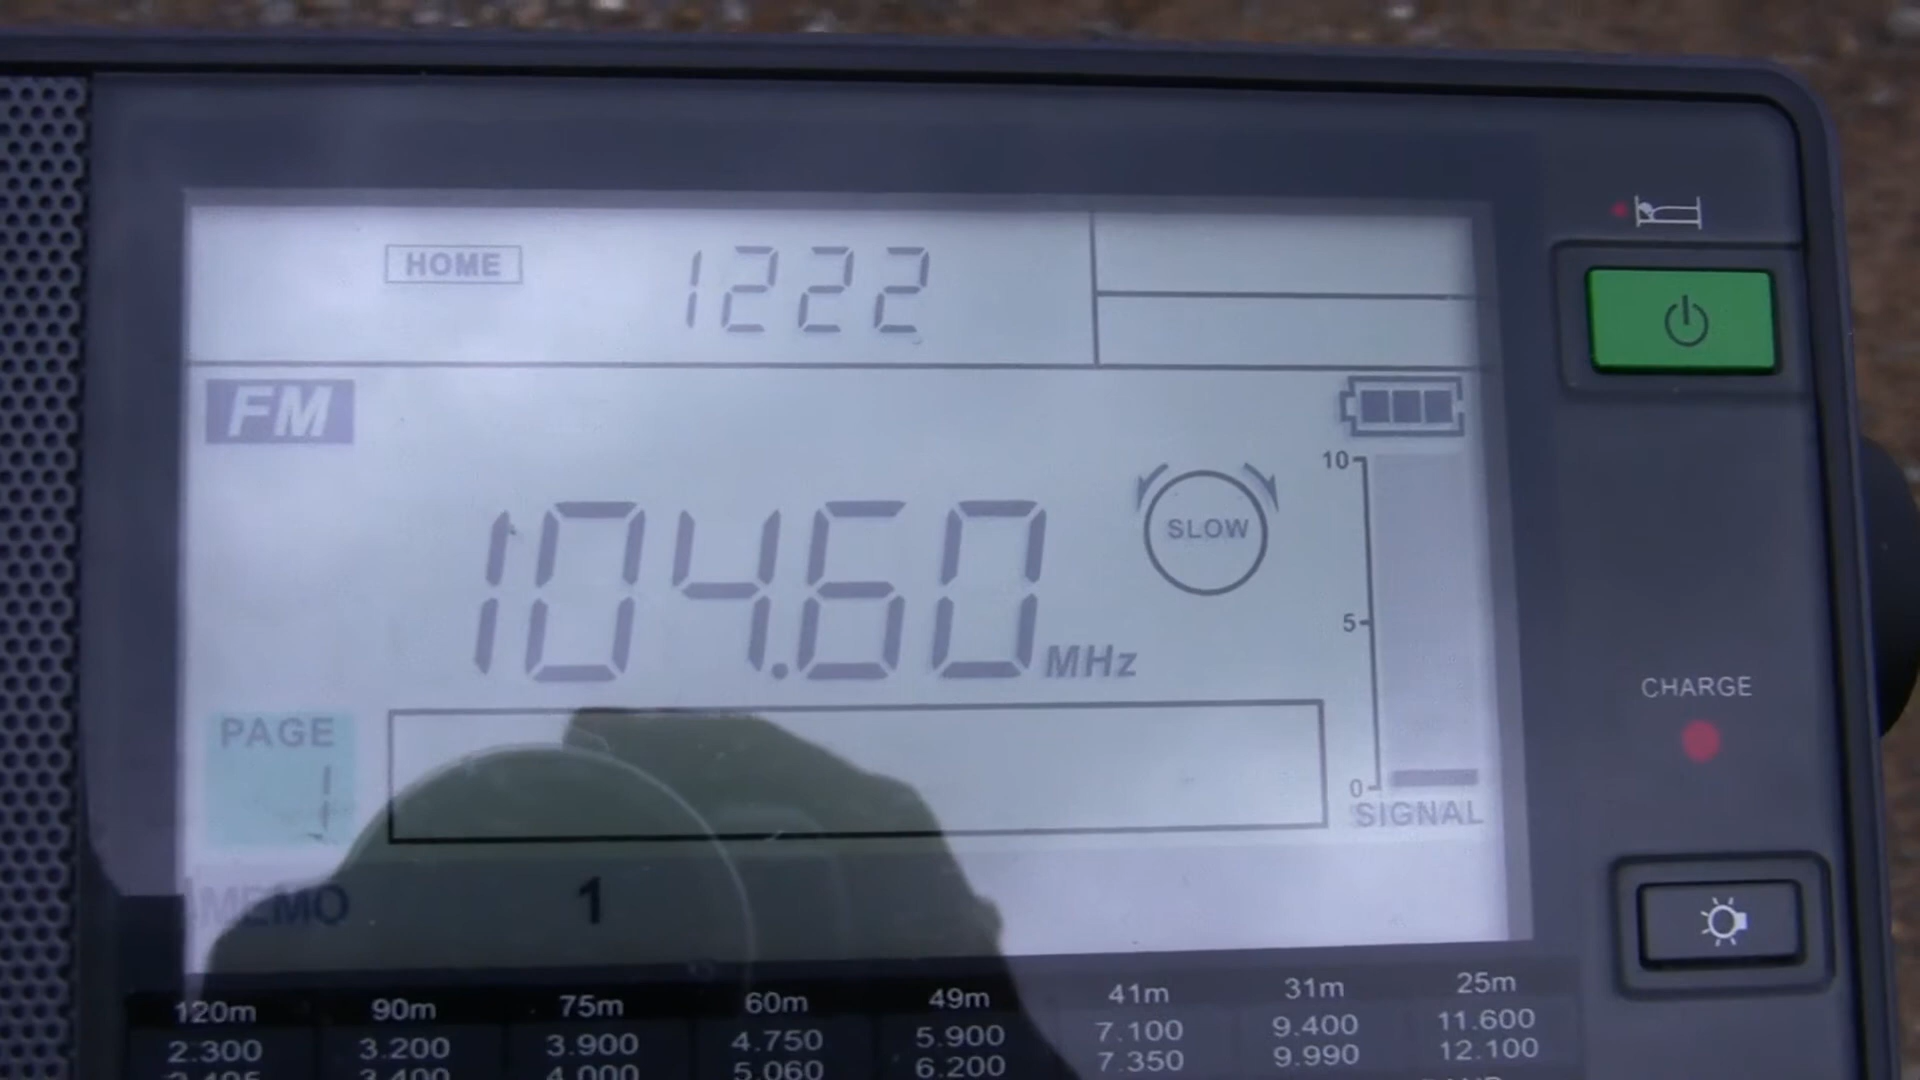 HOME 1222
FM
104.60 MHz
SLOW
10
5
0
SIGNAL
CHARGE
PAGE
1
MEMO 1
120m 90m 75m 60m 49m 41m 31m 25m
2.300 3.200 3.900 4.750 5.900 7.100 9.400 11.600
3.400 4.000 5.060 6.200 7.350 9.990 12.100